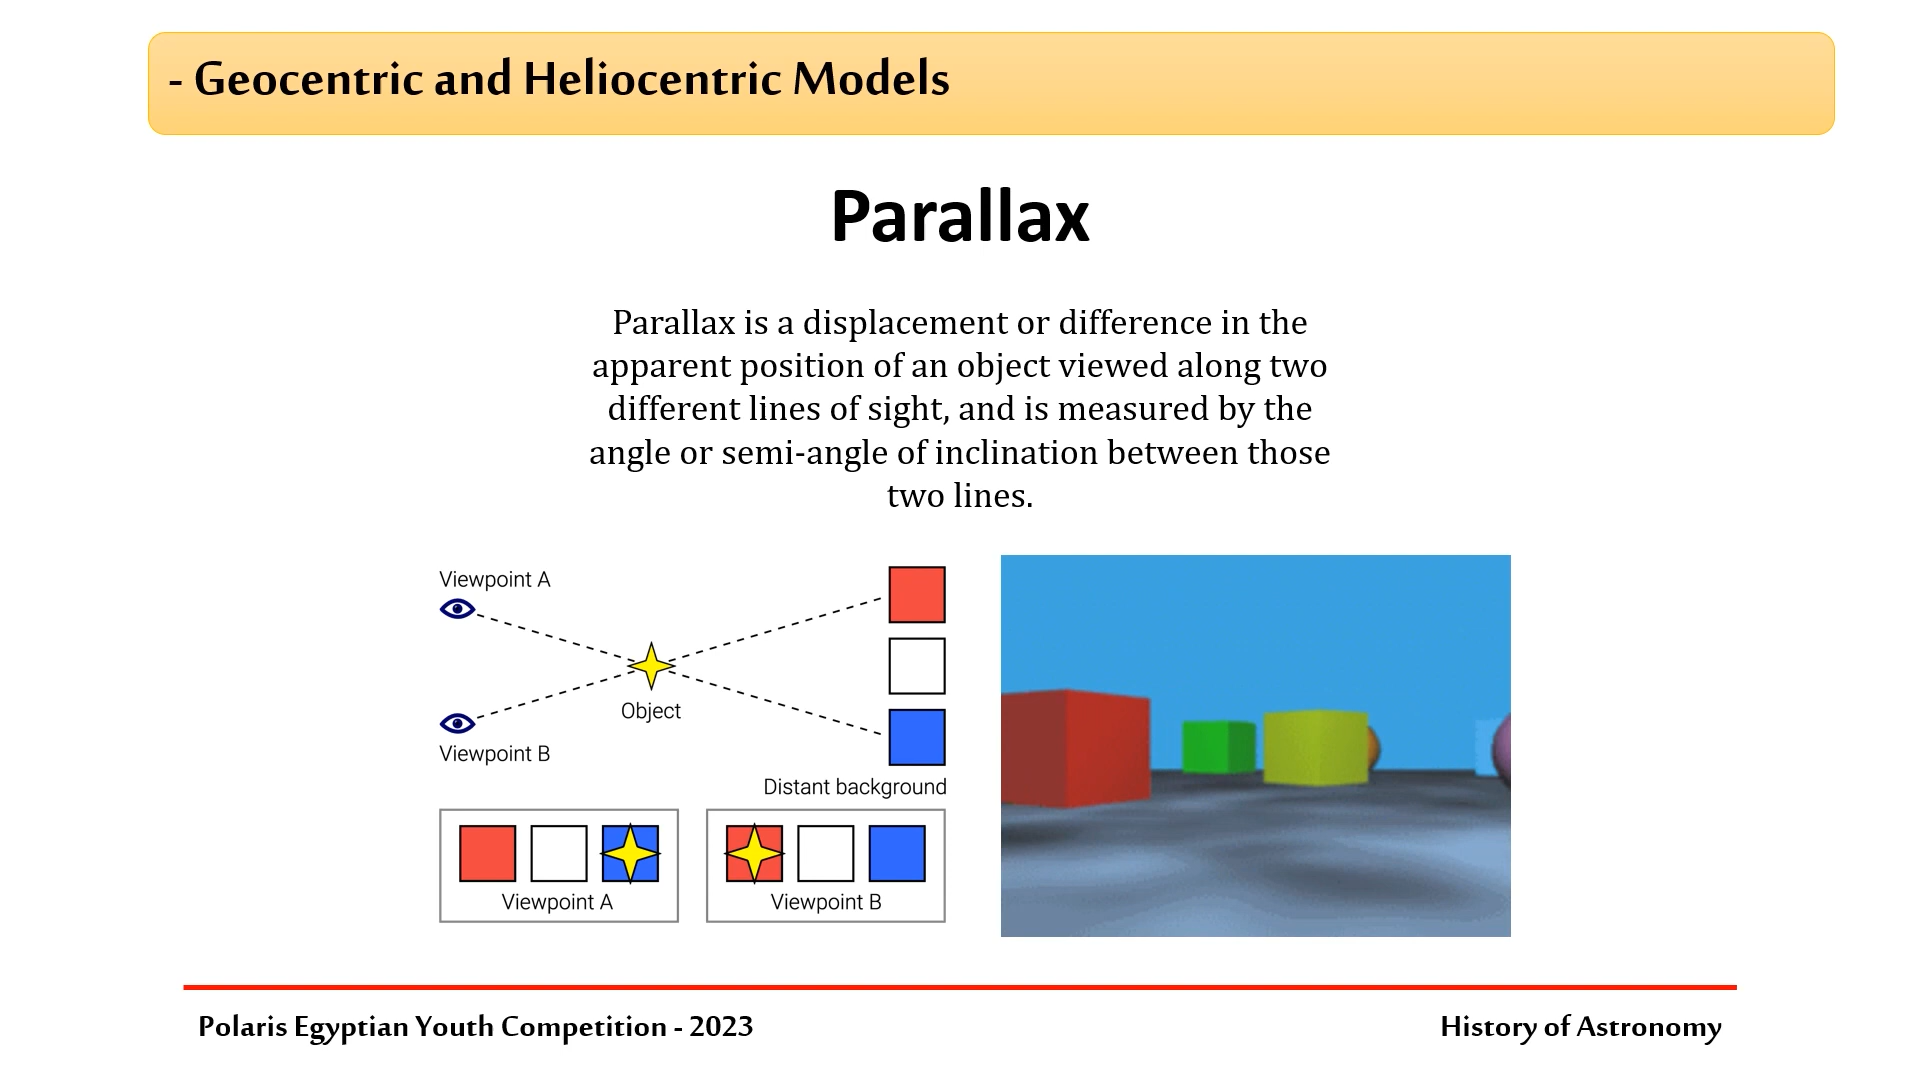 - Geocentric and Heliocentric Models
Parallax
Parallax is a displacement or difference in the
apparent position of an object viewed along two
different lines of sight, and is measured by the
angle or semi-angle of inclination between those
two lines.
Viewpoint A
Object
Viewpoint B
Distant background
Viewpoint A
Viewpoint B
Polaris Egyptian Youth Competition - 2023
History of Astronomy